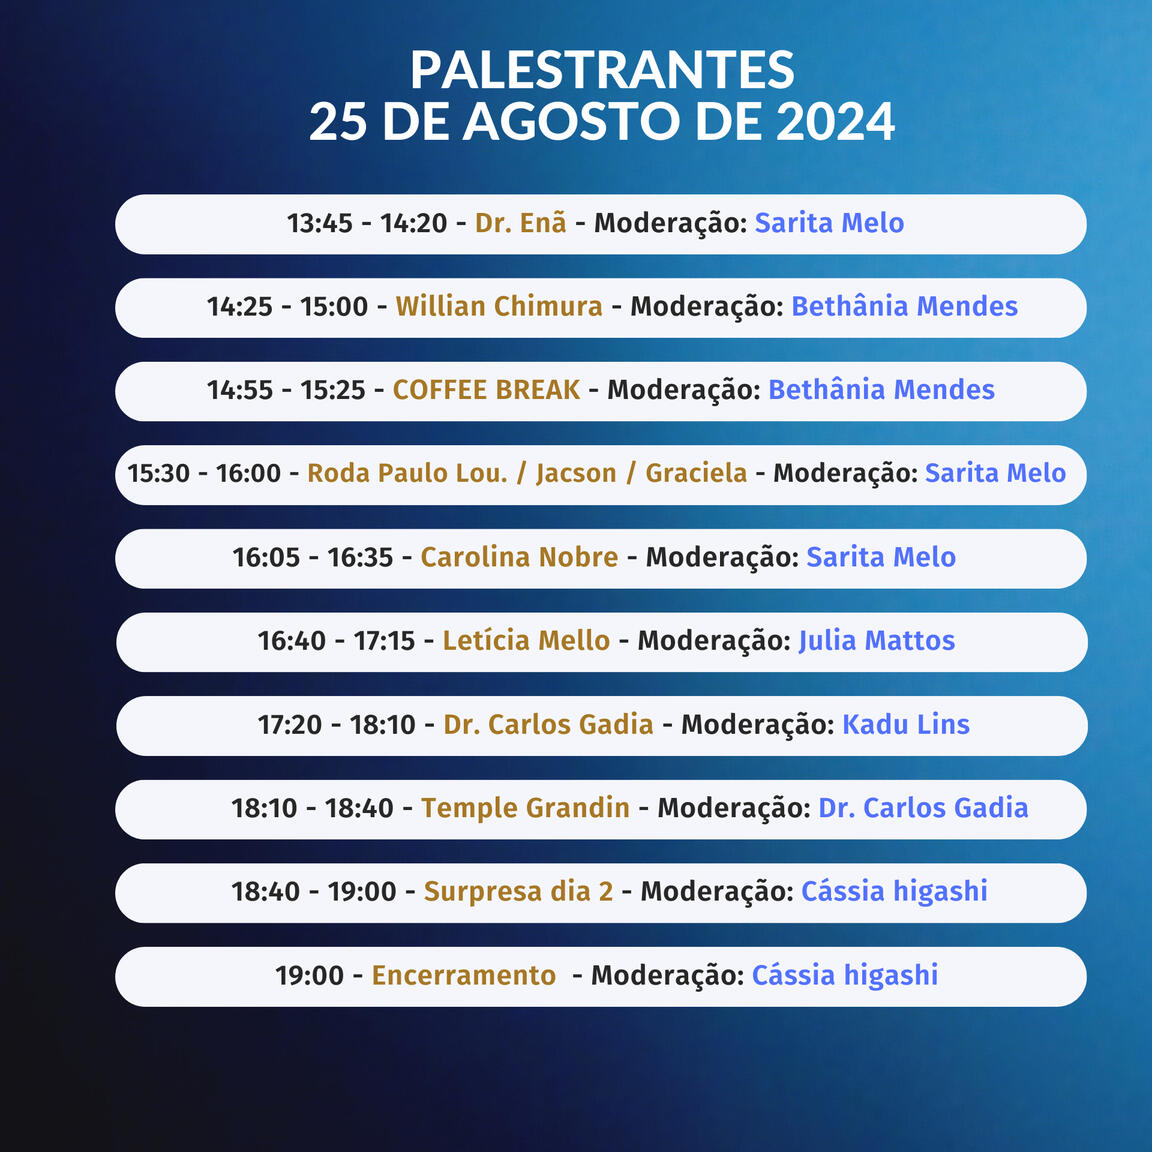 PALESTRANTES
25 DE AGOSTO DE 2024
13:45 - 14:20 - Dr. Enã - Moderação: Sarita Melo
14:25 - 15:00 - Willian Chimura - Moderação: Bethânia Mendes
14:55 - 15:25 - COFFEE BREAK - Moderação: Bethânia Mendes
15:30 - 16:00 - Roda Paulo Lou. / Jacson / Graciela - Moderação: Sarita Melo
16:05 - 16:35 - Carolina Nobre - Moderação: Sarita Melo
16:40 - 17:15 - Letícia Mello - Moderação: Julia Mattos
17:20 - 18:10 - Dr. Carlos Gadia - Moderação: Kadu Lins
18:10 - 18:40 - Temple Grandin - Moderação: Dr. Carlos Gadia
18:40 - 19:00 - Surpresa dia 2 - Moderação: Cássia higashi
19:00 - Encerramento - Moderação: Cássia higashi